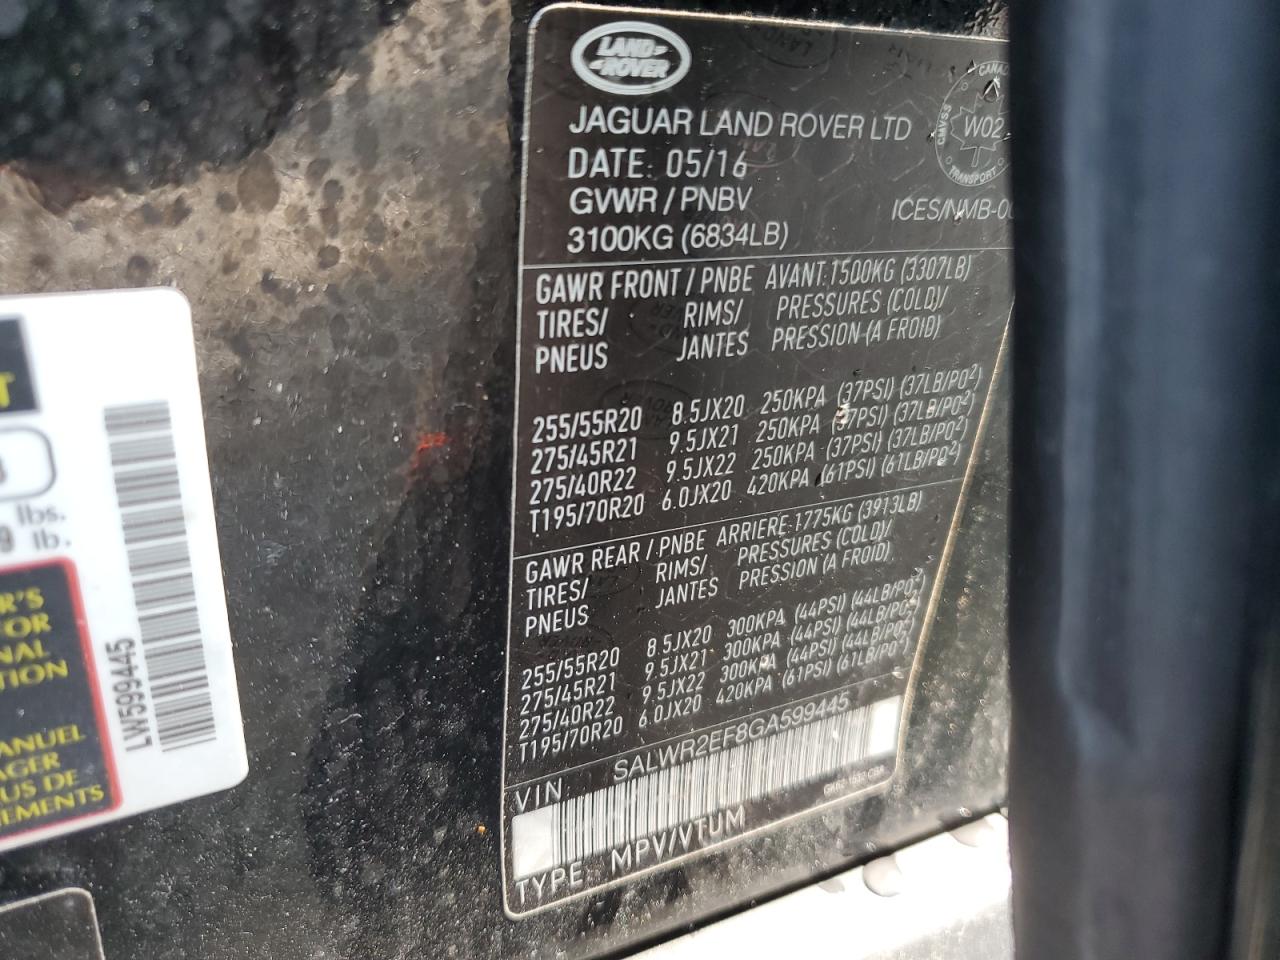 LAND
ROVER
JAGUAR LAND ROVER LTD
DATE: 05/16
GVWR / PNBV
3100KG (6834LB)
CMVSS
W02
TRANSPORT
ICES/NMB-00
GAWR FRONT / PNBE AVANT: 1500KG (3307LB)
TIRES/ RIMS/ PRESSURES (COLD)/
PNEUS JANTES PRESSION (A FROID)
255/55R20 8.5JX20 250KPA (37PSI) (37LB/PO²)
275/45R21 9.5JX21 250KPA (37PSI) (37LB/PO²)
275/40R22 9.5JX22 250KPA (37PSI) (37LB/PO²)
T195/70R20 6.0JX20 420KPA (61PSI) (61LB/PO²)
GAWR REAR / PNBE ARRIERE: 1775KG (3913LB)
TIRES/ RIMS/ PRESSURES (COLD)/
PNEUS JANTES PRESSION (A FROID)
255/55R20 8.5JX20 300KPA (44PSI) (44LB/PO²)
275/45R21 9.5JX21 300KPA (44PSI) (44LB/PO²)
275/40R22 9.5JX22 300KPA (44PSI) (44LB/PO²)
T195/70R20 6.0JX20 420KPA (61PSI) (61LB/PO²)
VIN SALWR2EF8GA599445
TYPE: MPV/VTUM
lbs.
9 lb.
LW599445
R'S
FOR
NAL
TION
ANUEL
AGER
US DE
EMENTS